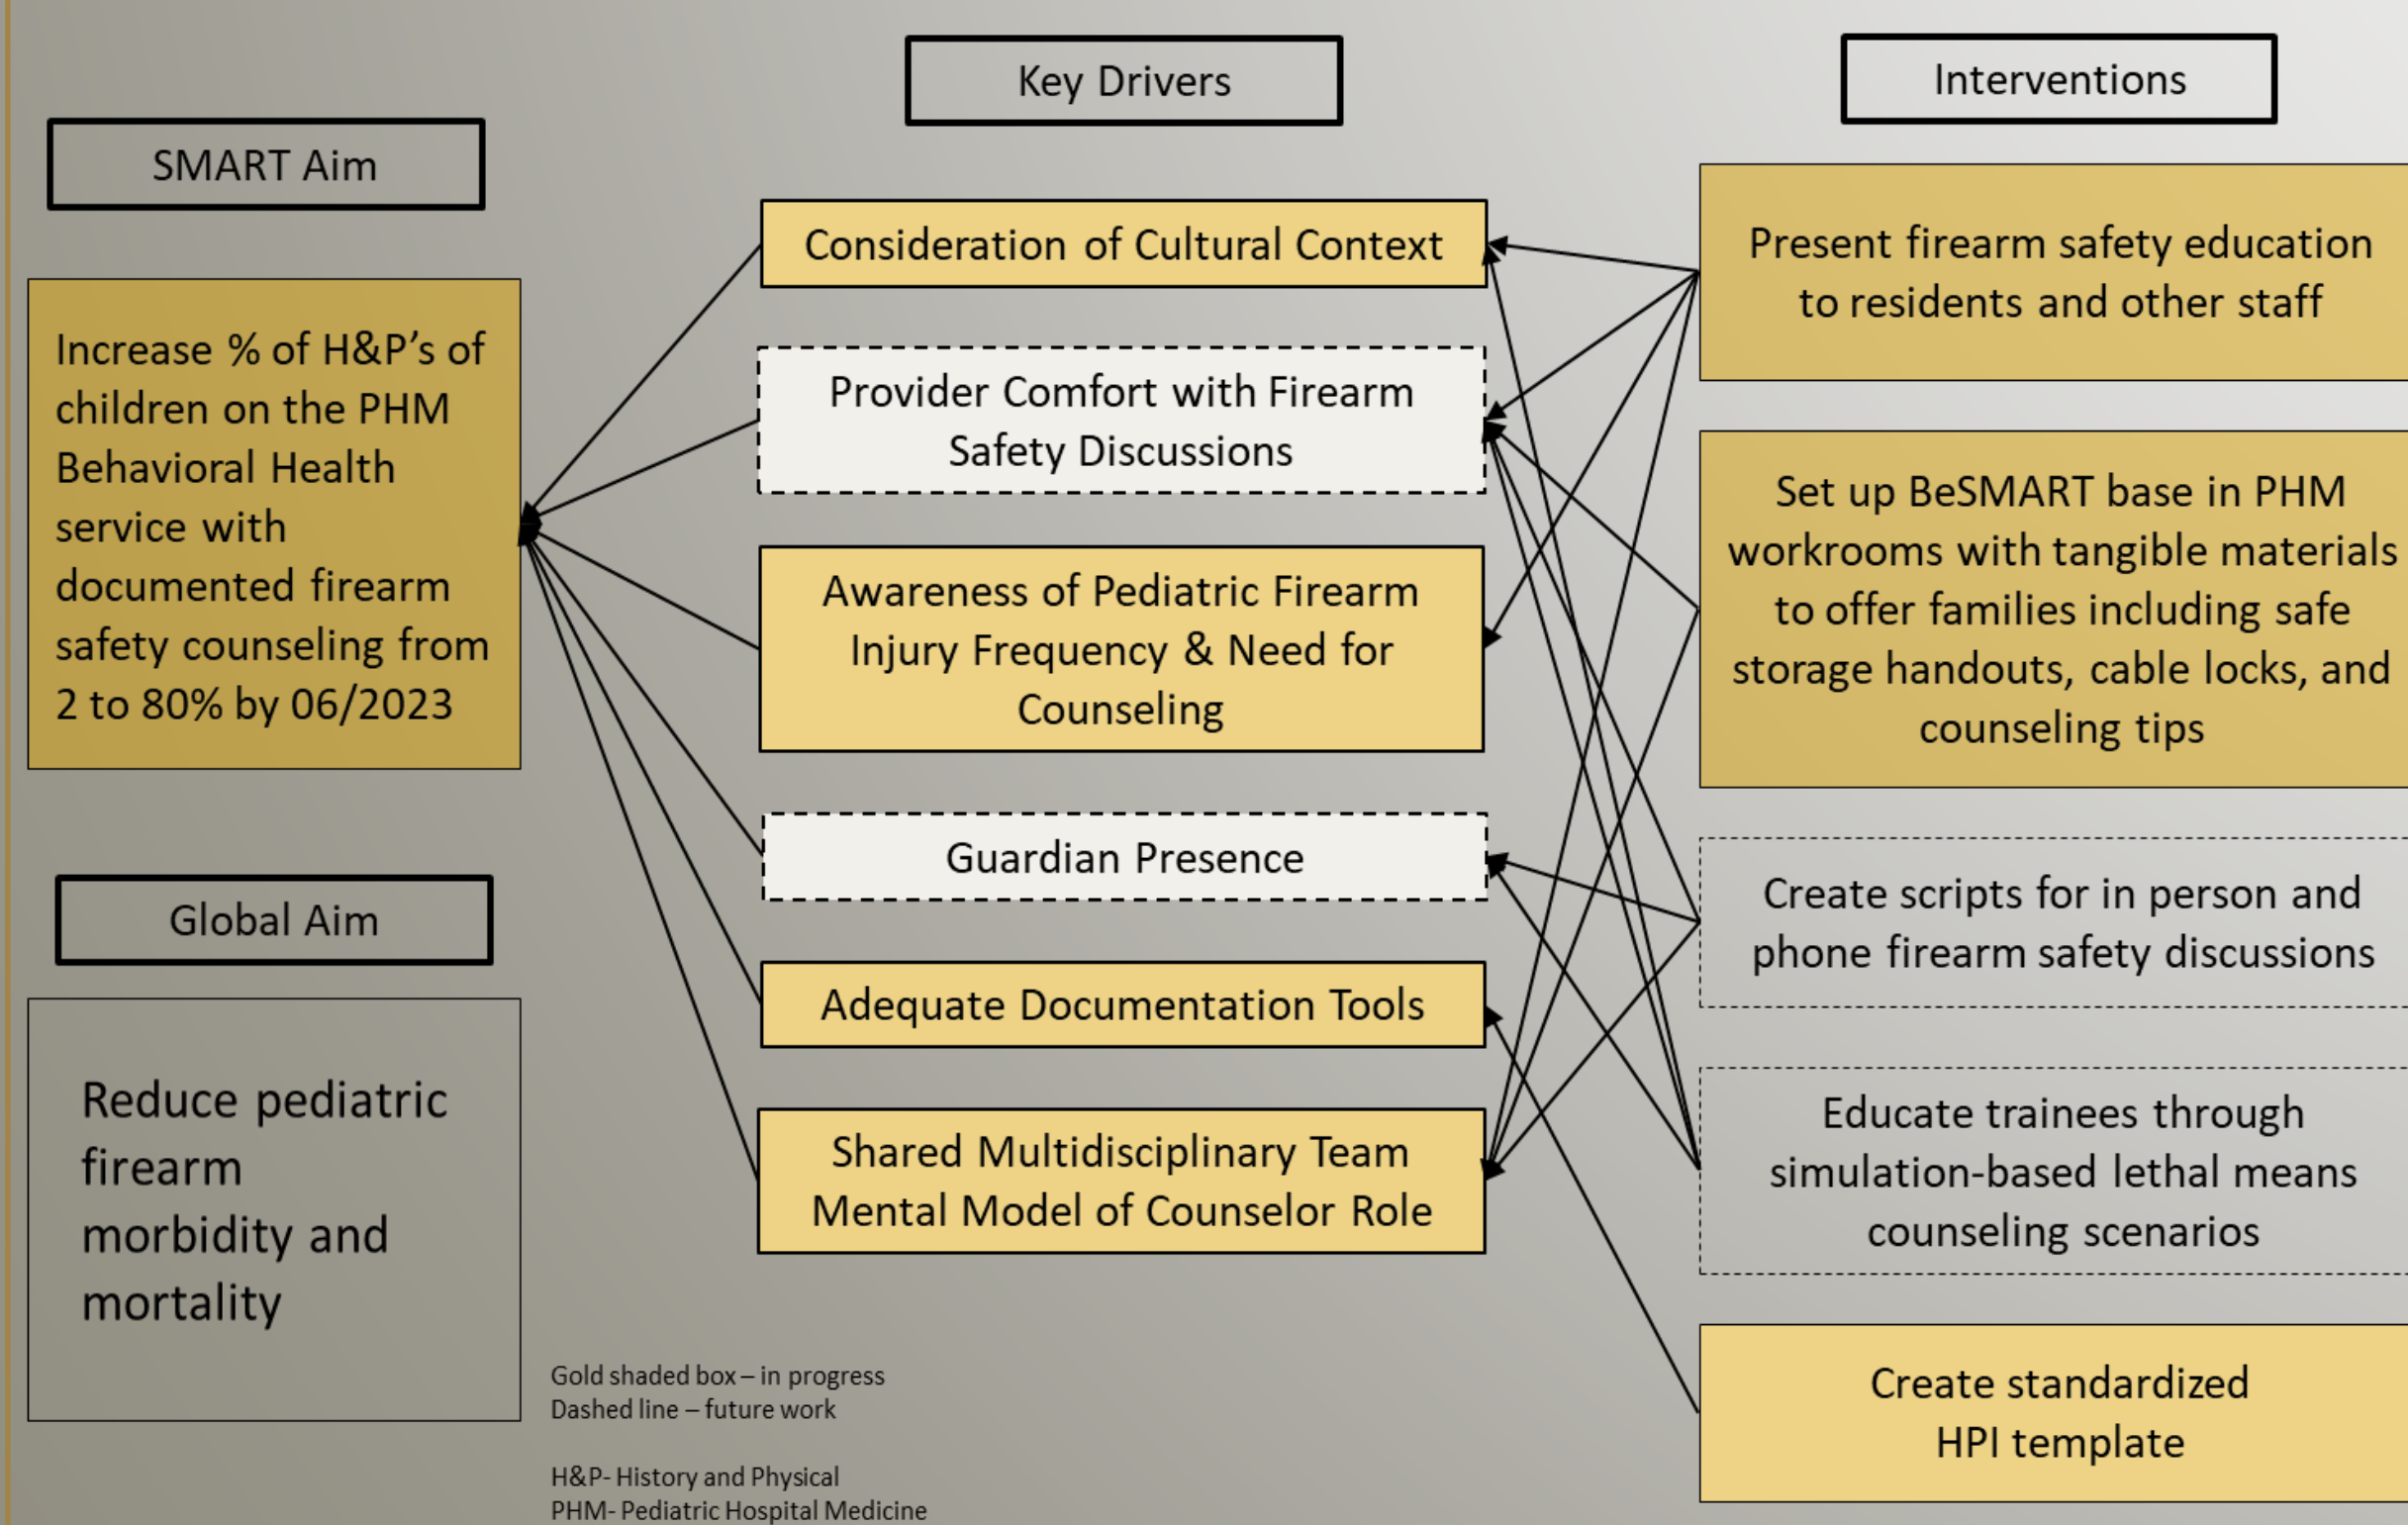 SMART Aim
Increase % of H&P’s of
children on the PHM
Behavioral Health
service with
documented firearm
safety counseling from
2 to 80% by 06/2023
Global Aim
Reduce pediatric
firearm
morbidity and
mortality
Key Drivers
Consideration of Cultural Context
Provider Comfort with Firearm
Safety Discussions
Awareness of Pediatric Firearm
Injury Frequency & Need for
Counseling
Guardian Presence
Adequate Documentation Tools
Shared Multidisciplinary Team
Mental Model of Counselor Role
Interventions
Present firearm safety education
to residents and other staff
Set up BeSMART base in PHM
workrooms with tangible materials
to offer families including safe
storage handouts, cable locks, and
counseling tips
Create scripts for in person and
phone firearm safety discussions
Educate trainees through
simulation-based lethal means
counseling scenarios
Create standardized
HPI template
Gold shaded box – in progress
Dashed line – future work
H&P- History and Physical
PHM- Pediatric Hospital Medicine